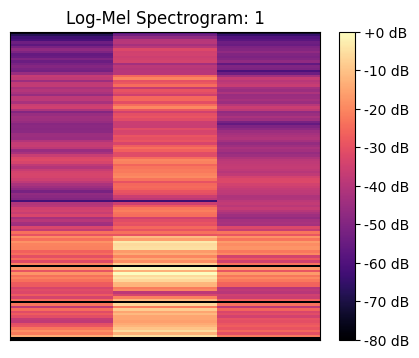 Log-Mel Spectrogram: 1
+0 dB
-10 dB
-20 dB
-30 dB
-40 dB
-50 dB
-60 dB
-70 dB
-80 dB